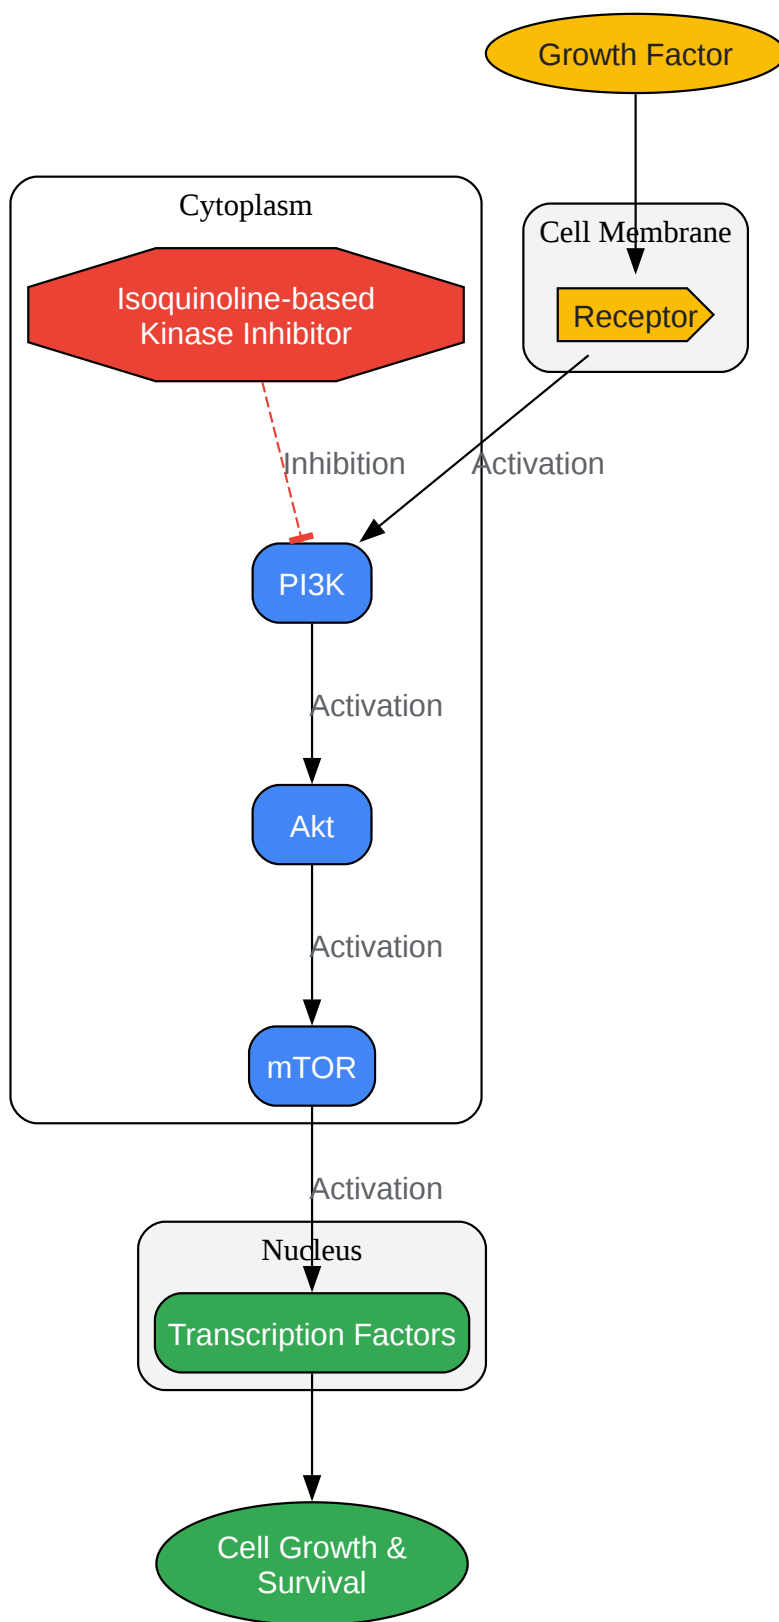 Growth Factor
Cytoplasm
Cell Membrane
Isoquinoline-based
Kinase Inhibitor
Receptor
Inhibition
Activation
PI3K
Activation
Akt
Activation
mTOR
Activation
Nucleus
Transcription Factors
Cell Growth &
Survival